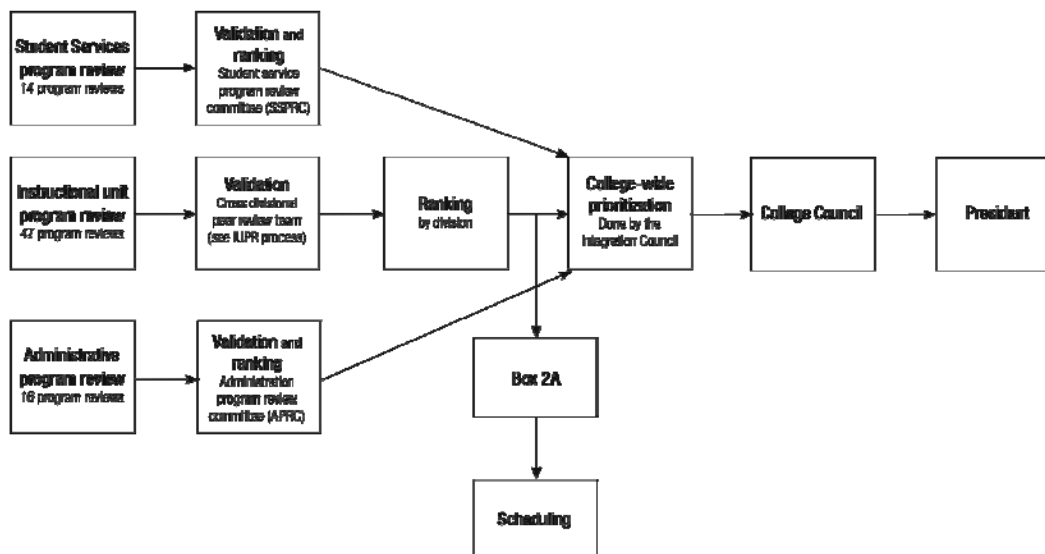 Student Services
program review
14 program reviews
Validation and
ranking
Student service
program review
committee (SSPRC)
Instructional unit
program review
47 program reviews
Validation
Cross divisional
peer review team
(see IUPR process)
Ranking
by division
College-wide
prioritization
Done by the
Integration Council
College Council
President
Administrative
program review
16 program reviews
Validation and
ranking
Administration
program review
committee (APRC)
Box 2A
Scheduling